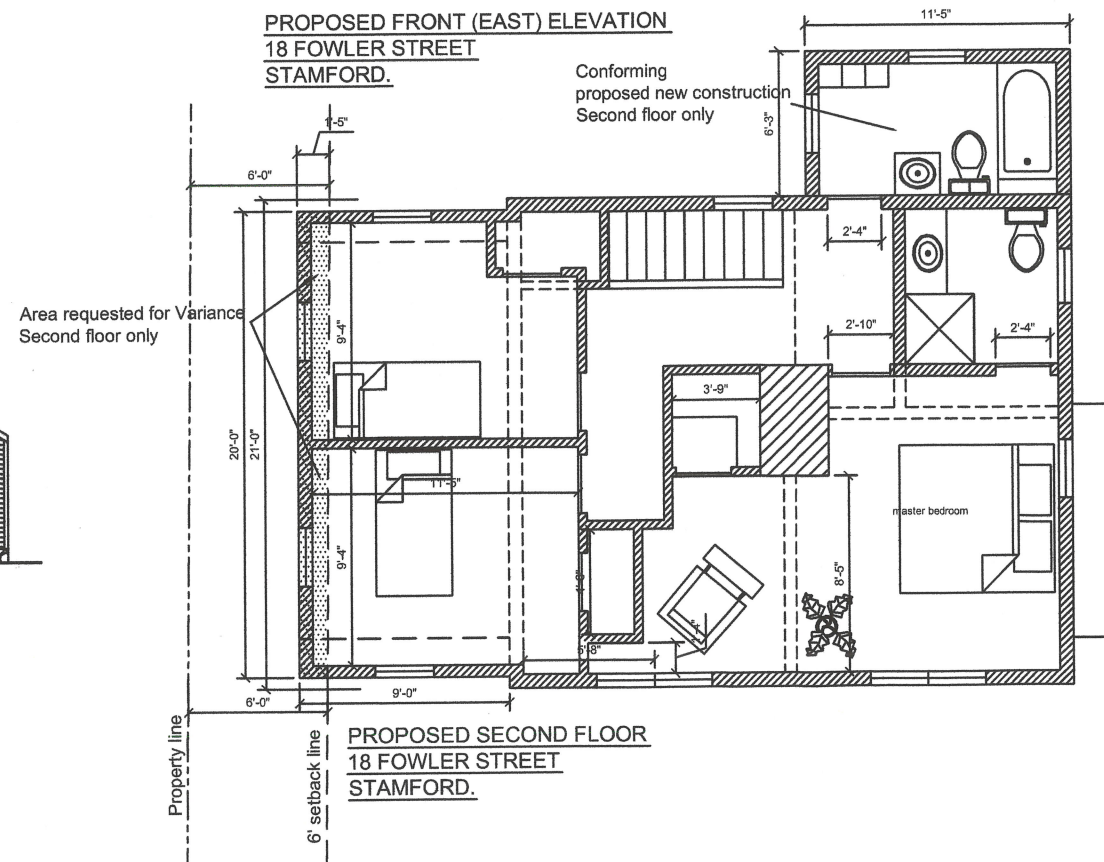 PROPOSED FRONT (EAST) ELEVATION
18 FOWLER STREET
STAMFORD.
11'-5"
Conforming
proposed new construction
Second floor only
6'-3"
1'-5"
6'-0"
2'-4"
Area requested for Variance
Second floor only
9'-4"
2'-10"
2'-4"
3'-9"
20'-0"
21'-0"
11'-5"
master bedroom
9'-4"
8'-5"
5'-8"
6'-0"
9'-0"
Property line
6' setback line
PROPOSED SECOND FLOOR
18 FOWLER STREET
STAMFORD.